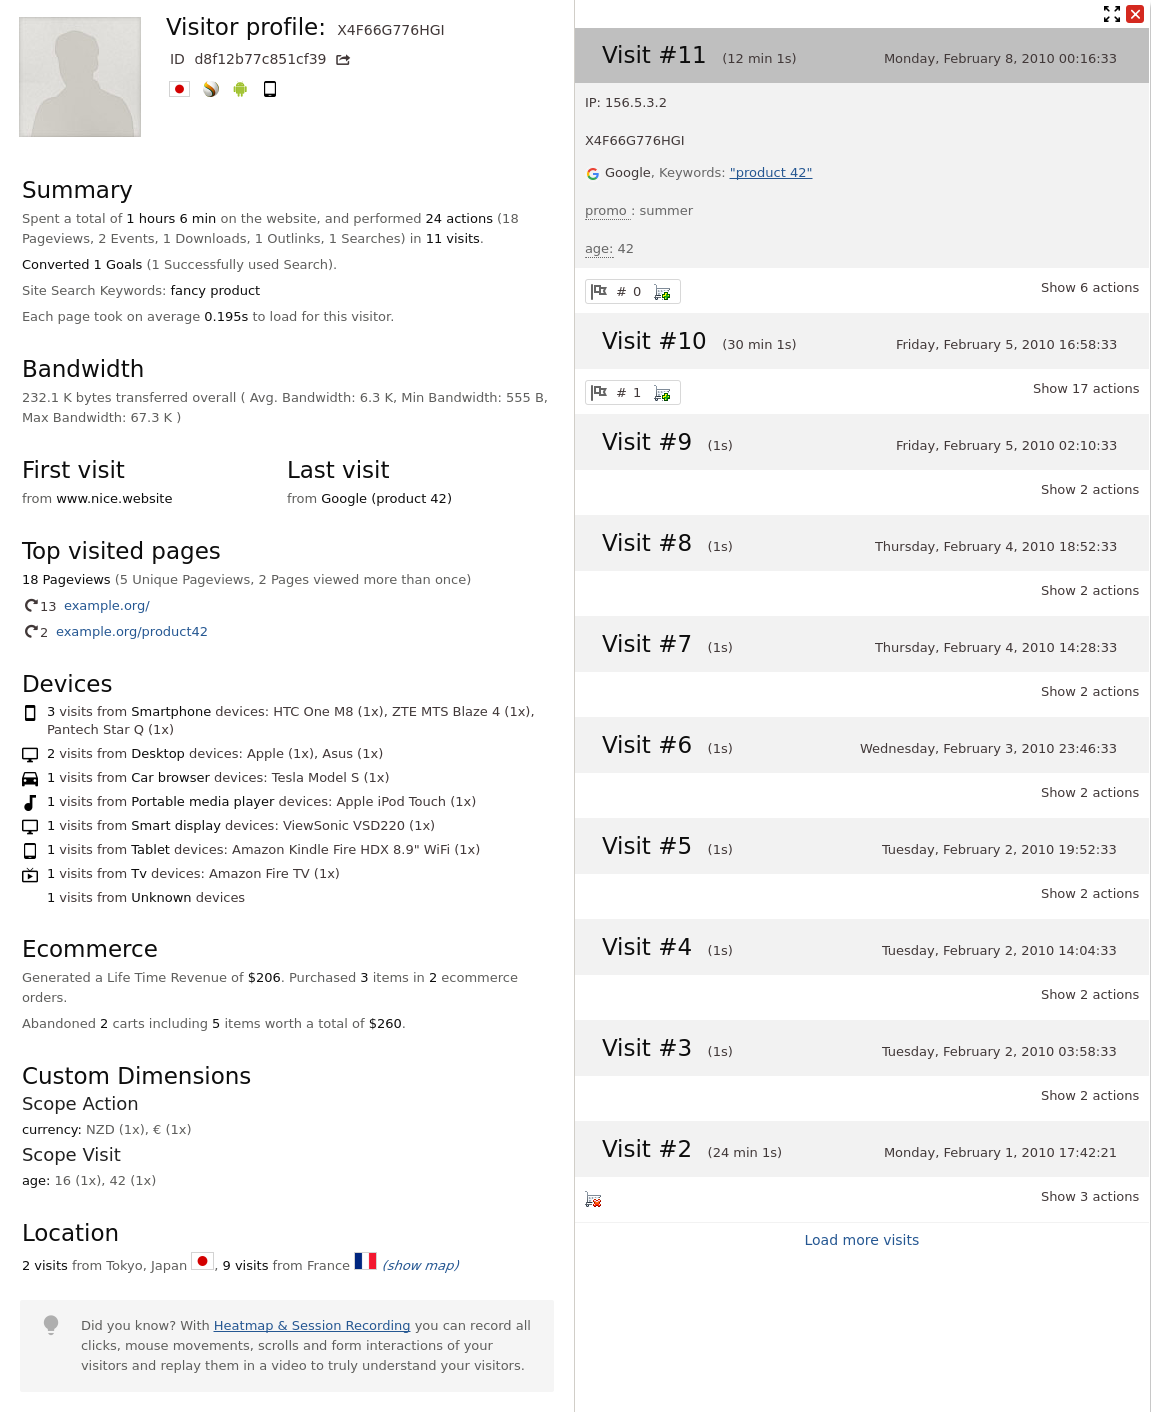 Visitor profile: X4F66G776HGI
ID d8f12b77c851cf39
Summary
Spent a total of 1 hours 6 min on the website, and performed 24 actions (18
Pageviews, 2 Events, 1 Downloads, 1 Outlinks, 1 Searches) in 11 visits.
Converted 1 Goals (1 Successfully used Search).
Site Search Keywords: fancy product
Each page took on average 0.195s to load for this visitor.
Bandwidth
232.1 K bytes transferred overall ( Avg. Bandwidth: 6.3 K, Min Bandwidth: 555 B,
Max Bandwidth: 67.3 K )
First visit
from www.nice.website
Last visit
from Google (product 42)
Top visited pages
18 Pageviews (5 Unique Pageviews, 2 Pages viewed more than once)
13 example.org/
2 example.org/product42
Devices
3 visits from Smartphone devices: HTC One M8 (1x), ZTE MTS Blaze 4 (1x),
Pantech Star Q (1x)
2 visits from Desktop devices: Apple (1x), Asus (1x)
1 visits from Car browser devices: Tesla Model S (1x)
1 visits from Portable media player devices: Apple iPod Touch (1x)
1 visits from Smart display devices: ViewSonic VSD220 (1x)
1 visits from Tablet devices: Amazon Kindle Fire HDX 8.9" WiFi (1x)
1 visits from Tv devices: Amazon Fire TV (1x)
1 visits from Unknown devices
Ecommerce
Generated a Life Time Revenue of $206. Purchased 3 items in 2 ecommerce
orders.
Abandoned 2 carts including 5 items worth a total of $260.
Custom Dimensions
Scope Action
currency: NZD (1x), € (1x)
Scope Visit
age: 16 (1x), 42 (1x)
Location
2 visits from Tokyo, Japan , 9 visits from France (show map)
Did you know? With Heatmap & Session Recording you can record all
clicks, mouse movements, scrolls and form interactions of your
visitors and replay them in a video to truly understand your visitors.
Visit #11 (12 min 1s) Monday, February 8, 2010 00:16:33
IP: 156.5.3.2
X4F66G776HGI
Google, Keywords: "product 42"
promo : summer
age: 42
# 0 Show 6 actions
Visit #10 (30 min 1s) Friday, February 5, 2010 16:58:33
# 1 Show 17 actions
Visit #9 (1s) Friday, February 5, 2010 02:10:33
Show 2 actions
Visit #8 (1s) Thursday, February 4, 2010 18:52:33
Show 2 actions
Visit #7 (1s) Thursday, February 4, 2010 14:28:33
Show 2 actions
Visit #6 (1s) Wednesday, February 3, 2010 23:46:33
Show 2 actions
Visit #5 (1s) Tuesday, February 2, 2010 19:52:33
Show 2 actions
Visit #4 (1s) Tuesday, February 2, 2010 14:04:33
Show 2 actions
Visit #3 (1s) Tuesday, February 2, 2010 03:58:33
Show 2 actions
Visit #2 (24 min 1s) Monday, February 1, 2010 17:42:21
Show 3 actions
Load more visits